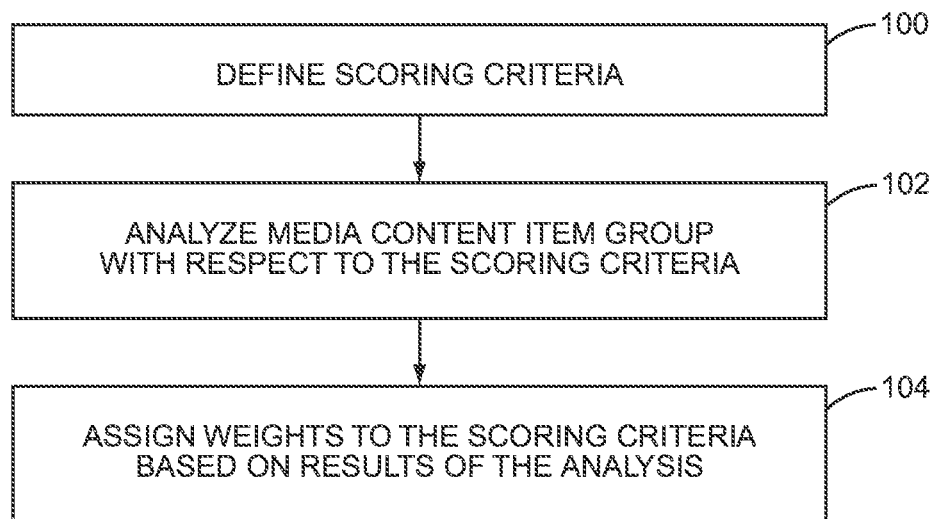 100
DEFINE SCORING CRITERIA
102
ANALYZE MEDIA CONTENT ITEM GROUP
WITH RESPECT TO THE SCORING CRITERIA
104
ASSIGN WEIGHTS TO THE SCORING CRITERIA
BASED ON RESULTS OF THE ANALYSIS